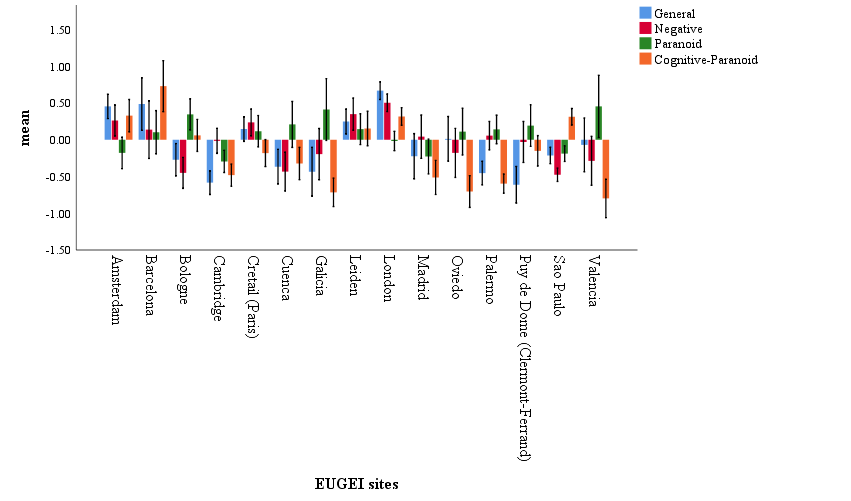 General
Negative
Paranoid
Cognitive-Paranoid
1.50
1.00
0.50
0.00
-0.50
-1.00
-1.50
mean
Amsterdam
Barcelona
Bologne
Cambridge
Cretail (Paris)
Cuenca
Galicia
Leiden
London
Madrid
Oviedo
Palermo
Puy de Dome (Clermont-Ferrand)
Sao Paulo
Valencia
EUGEI sites